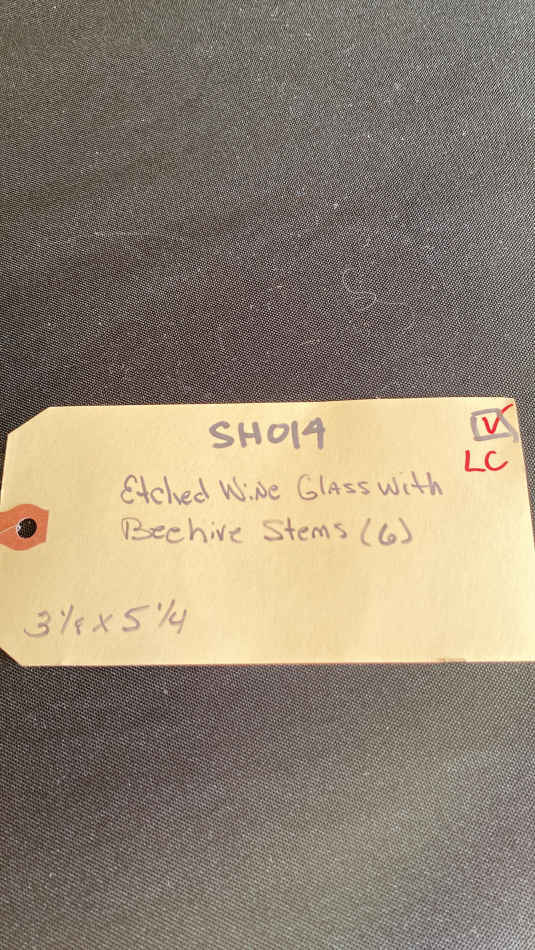 SH014
V
LC
Etched Wine Glass with
Beehive Stems (6)
3 1/8 x 5 1/4